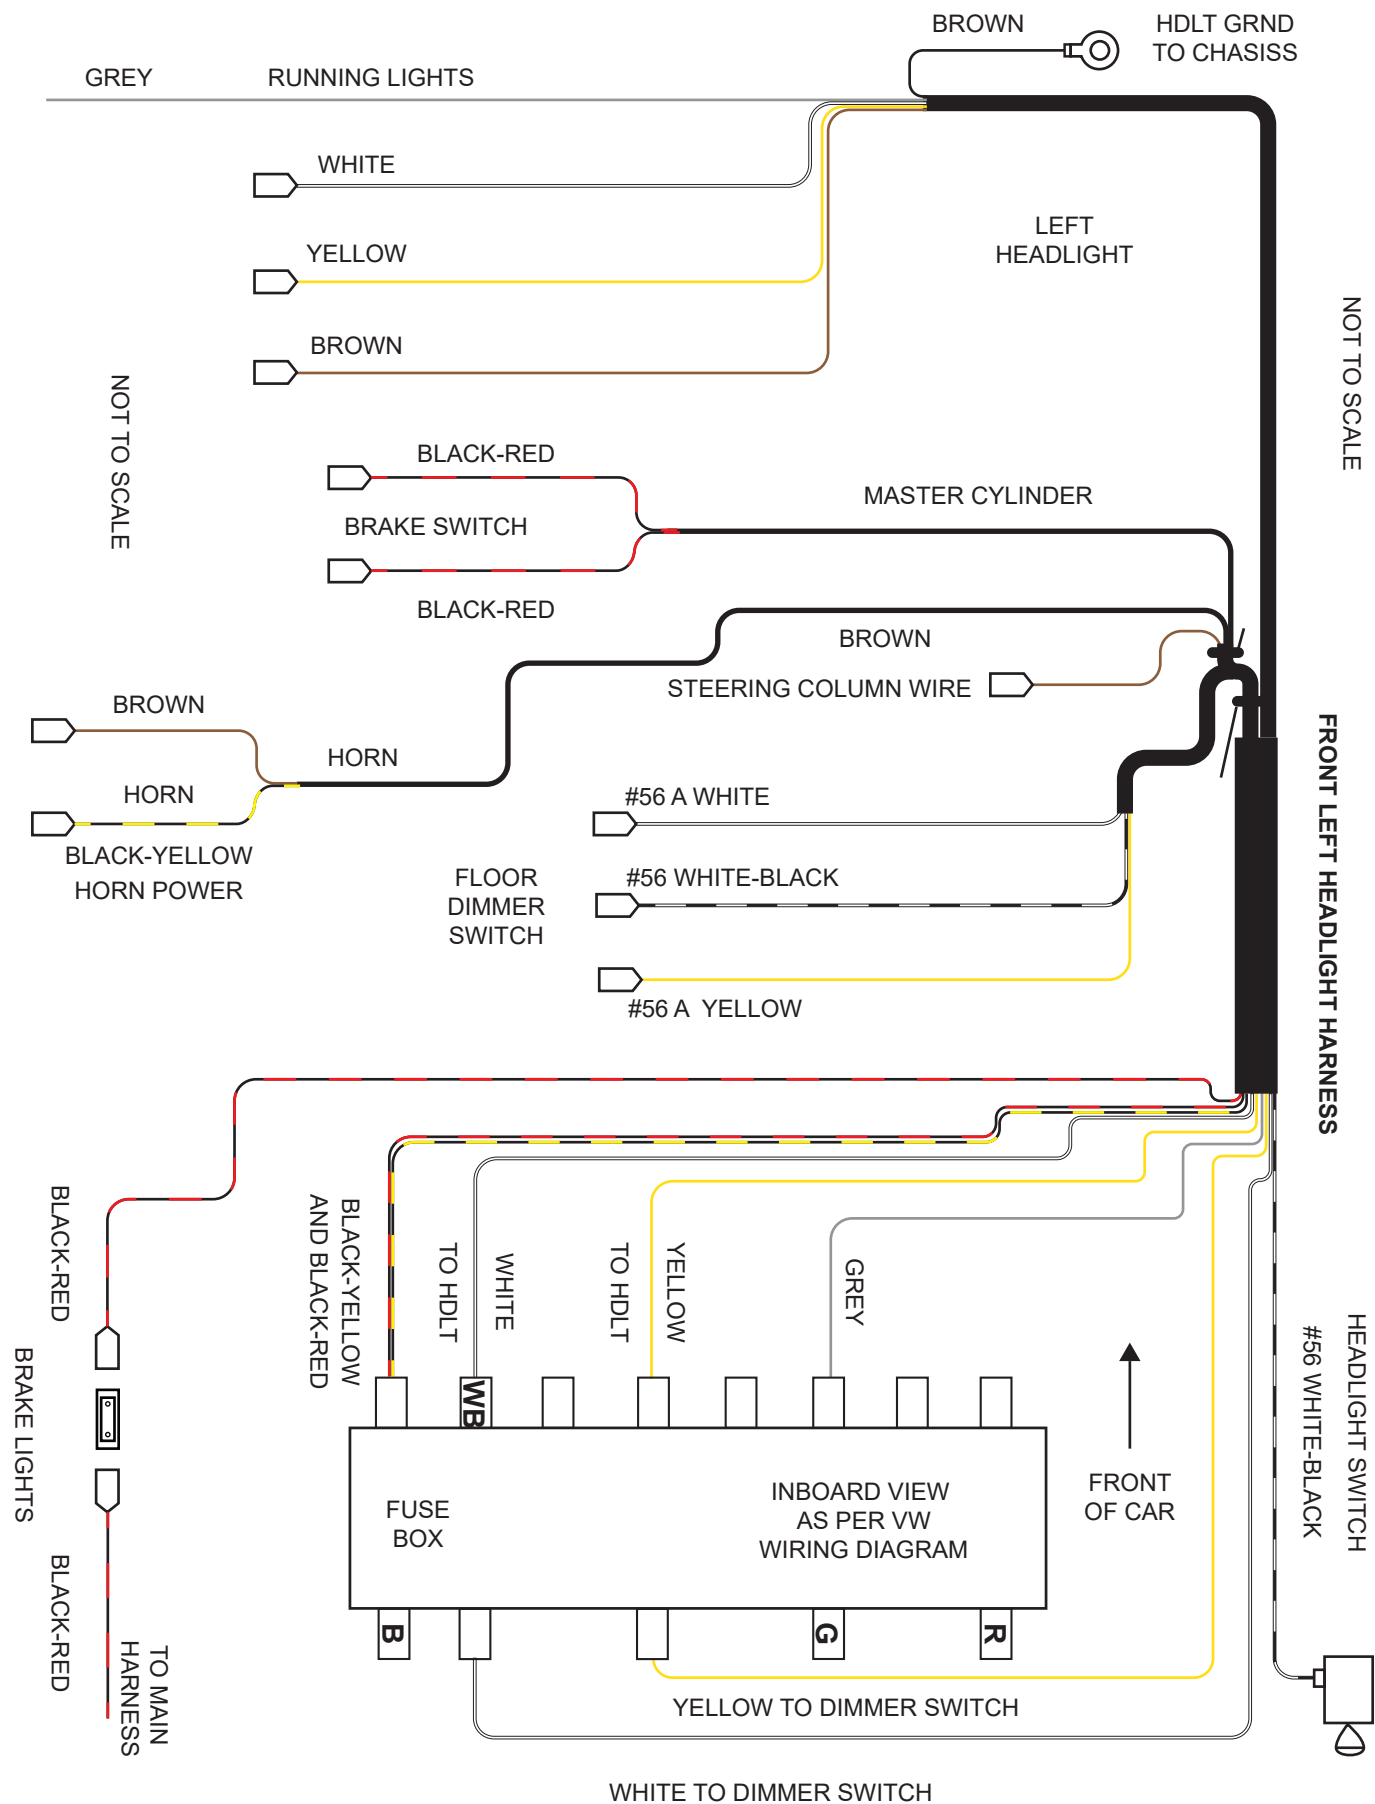 BROWN
HDLT GRND
TO CHASISS
GREY
RUNNING LIGHTS
WHITE
LEFT
HEADLIGHT
YELLOW
BROWN
NOT TO SCALE
NOT TO SCALE
BLACK-RED
MASTER CYLINDER
BRAKE SWITCH
BLACK-RED
BROWN
STEERING COLUMN WIRE
BROWN
HORN
HORN
BLACK-YELLOW
HORN POWER
#56 A WHITE
#56 WHITE-BLACK
FLOOR
DIMMER
SWITCH
#56 A  YELLOW
FRONT LEFT HEADLIGHT HARNESS
BLACK-RED
BLACK-YELLOW
AND BLACK-RED
WHITE
TO HDLT
YELLOW
TO HDLT
GREY
HEADLIGHT SWITCH
#56 WHITE-BLACK
BRAKE LIGHTS
WB
FUSE
BOX
INBOARD VIEW
AS PER VW
WIRING DIAGRAM
FRONT
OF CAR
BLACK-RED
TO MAIN
HARNESS
B
G
R
YELLOW TO DIMMER SWITCH
WHITE TO DIMMER SWITCH